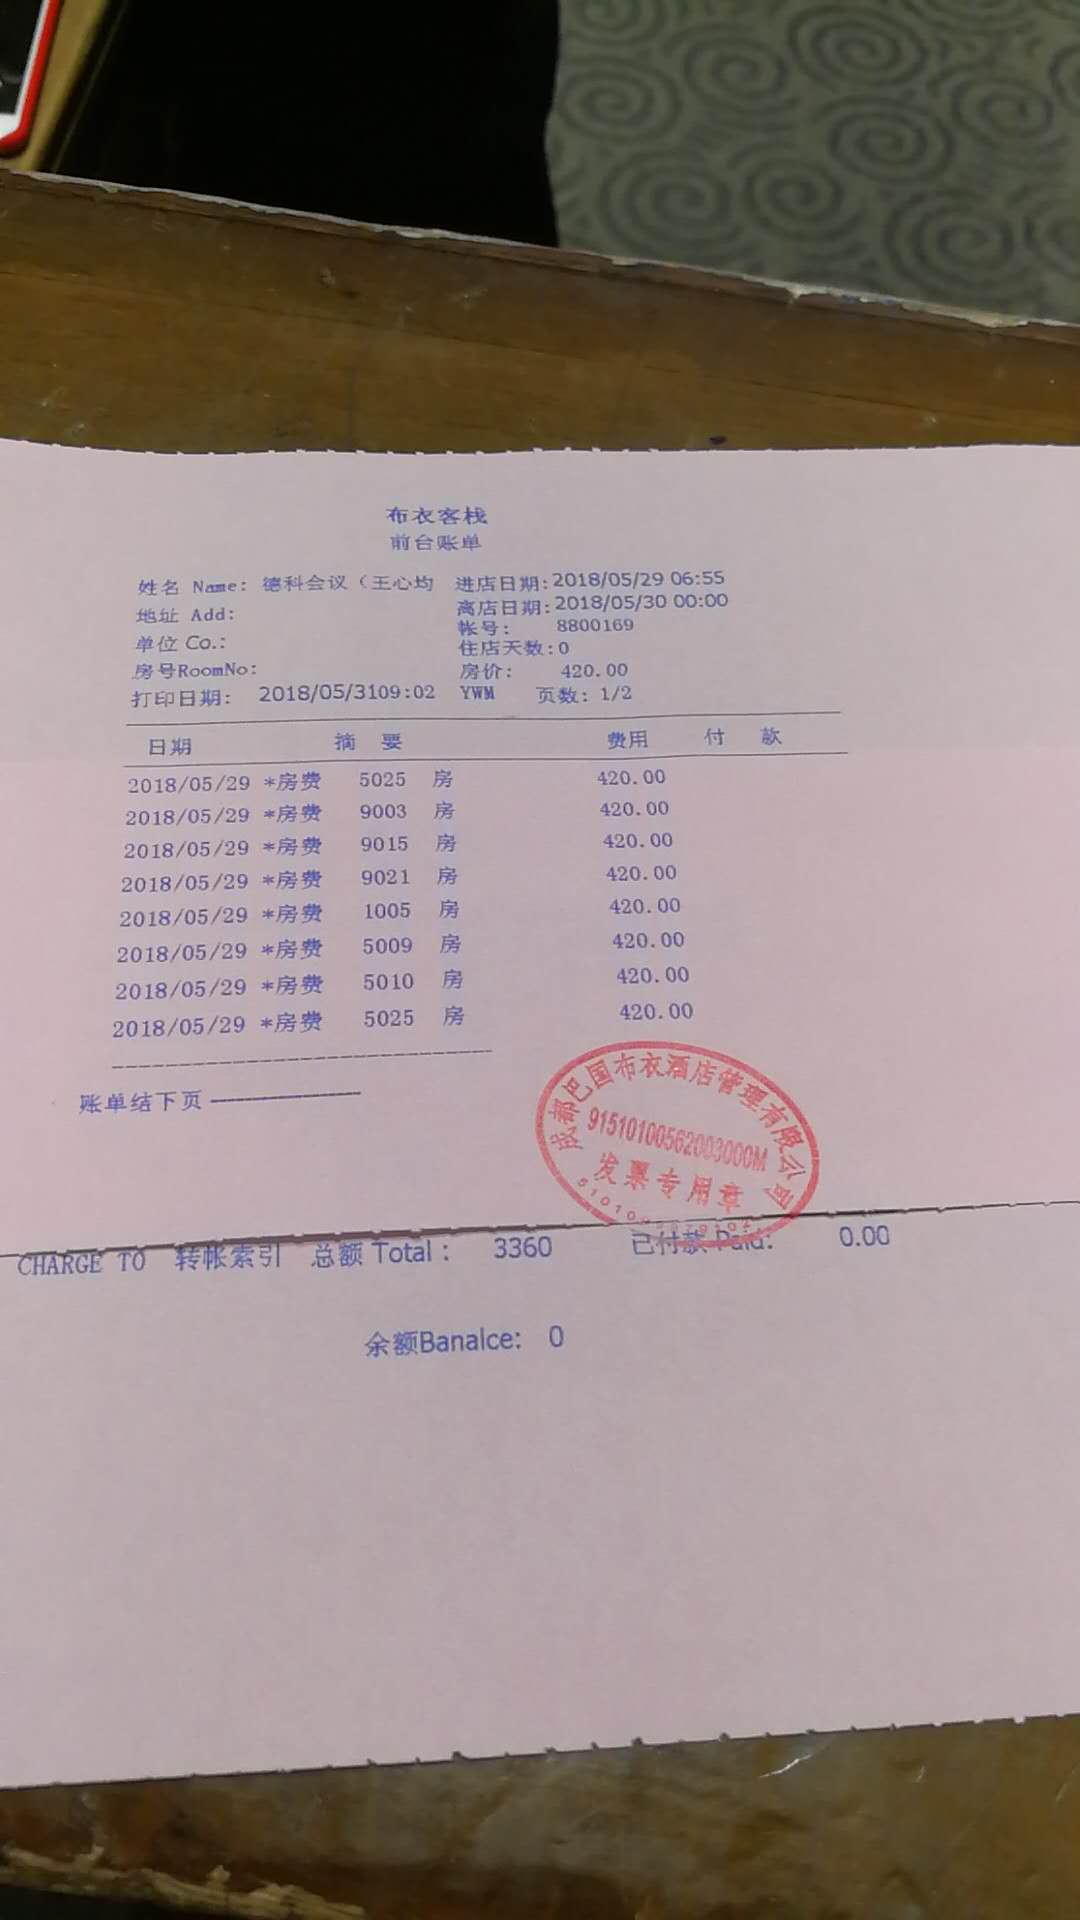 布衣客栈
前台账单
姓名 Name: 德科会议（王心均 进店日期:2018/05/29 06:55
地址 Add: 离店日期:2018/05/30 00:00
单位 Co.: 帐号: 8800169
住店天数:0
房号RoomNo: 房价: 420.00
打印日期: 2018/05/3109:02 YWM 页数: 1/2
日期 摘 要 费用 付 款
2018/05/29 *房费 5025 房 420.00
2018/05/29 *房费 9003 房 420.00
2018/05/29 *房费 9015 房 420.00
2018/05/29 *房费 9021 房 420.00
2018/05/29 *房费 1005 房 420.00
2018/05/29 *房费 5009 房 420.00
2018/05/29 *房费 5010 房 420.00
2018/05/29 *房费 5025 房 420.00
账单结下页
成都巴国布衣酒店管理有限公司
91510100562003000M
发票专用章
CHARGE TO 转帐索引 总额 Total : 3360 已付款 Paid: 0.00
余额Banalce: 0